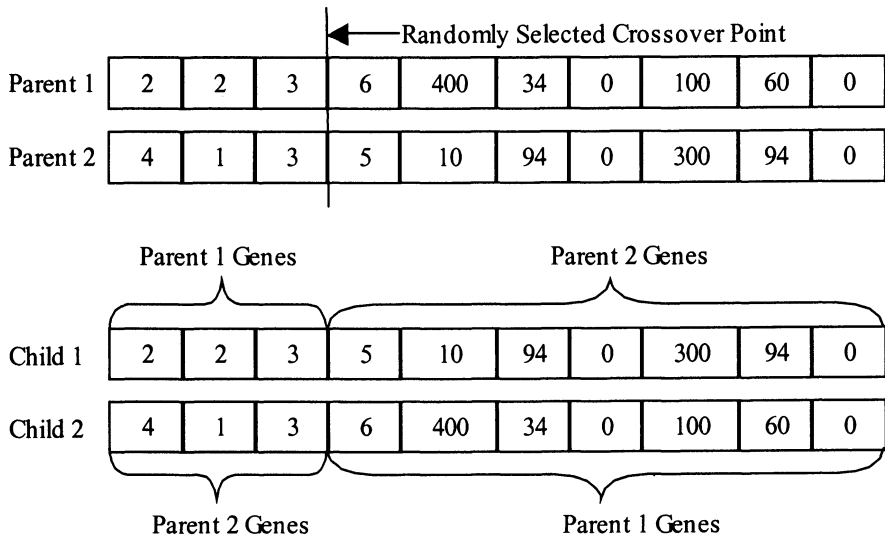 Randomly Selected Crossover Point
Parent 1 2 2 3 6 400 34 0 100 60 0
Parent 2 4 1 3 5 10 94 0 300 94 0
Parent 1 Genes Parent 2 Genes
Child 1 2 2 3 5 10 94 0 300 94 0
Child 2 4 1 3 6 400 34 0 100 60 0
Parent 2 Genes Parent 1 Genes